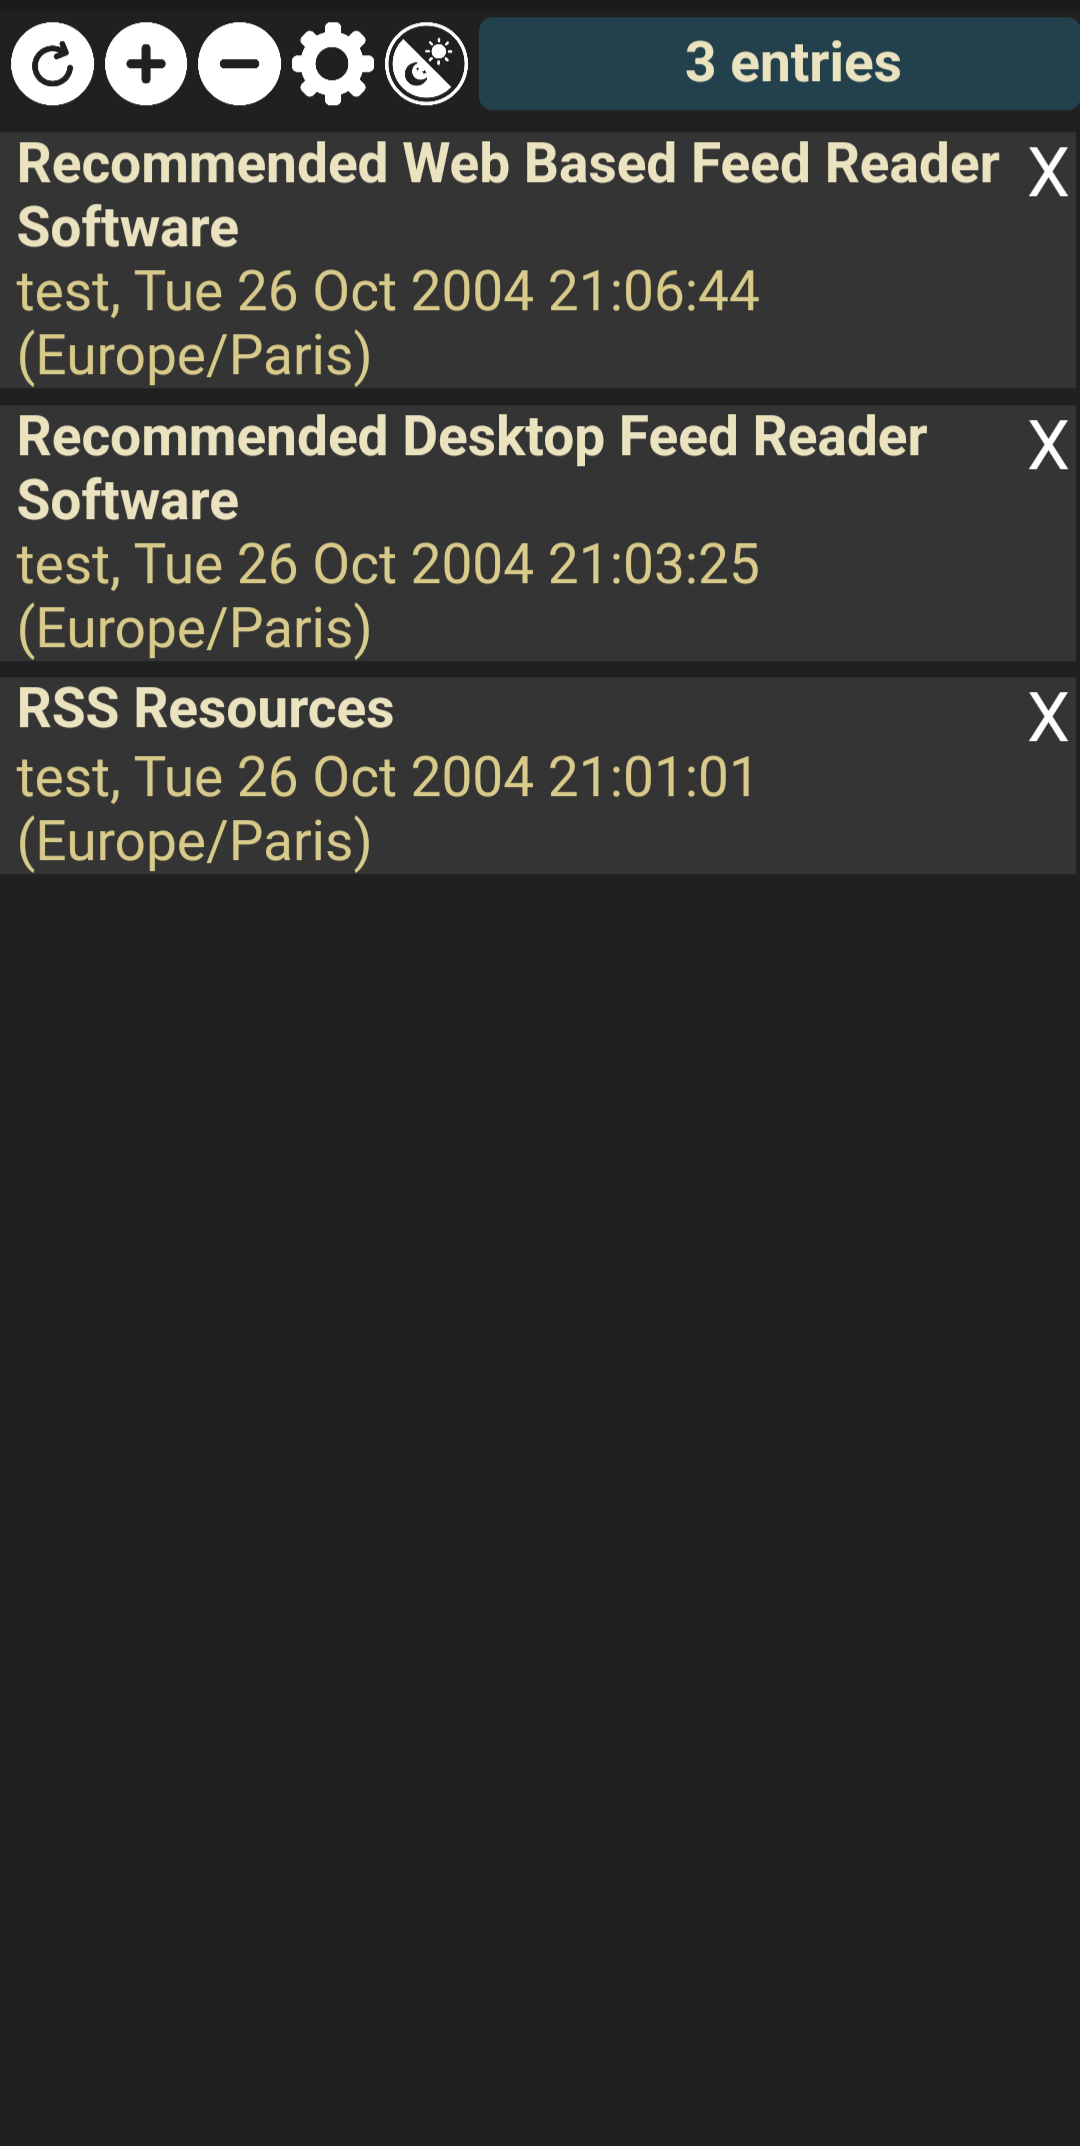 3 entries
Recommended Web Based Feed Reader
Software
X
test, Tue 26 Oct 2004 21:06:44
(Europe/Paris)
Recommended Desktop Feed Reader
Software
X
test, Tue 26 Oct 2004 21:03:25
(Europe/Paris)
RSS Resources
X
test, Tue 26 Oct 2004 21:01:01
(Europe/Paris)